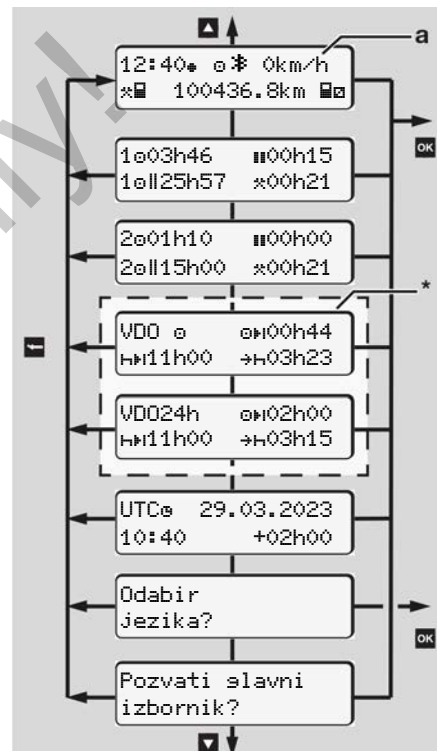 12:40● ⊙ 0km/h
100436.8km
a
OK
1⊙03h46 00h15
1⊙||25h57 00h21
2⊙01h10 00h00
2⊙||15h00 00h21
*
VDO ⊙ 00h44
11h00 03h23
VDO24h 02h00
11h00 03h15
UTC 29.03.2023
10:40 +02h00
Odabir
jezika?
OK
Pozvati glavni
izbornik?